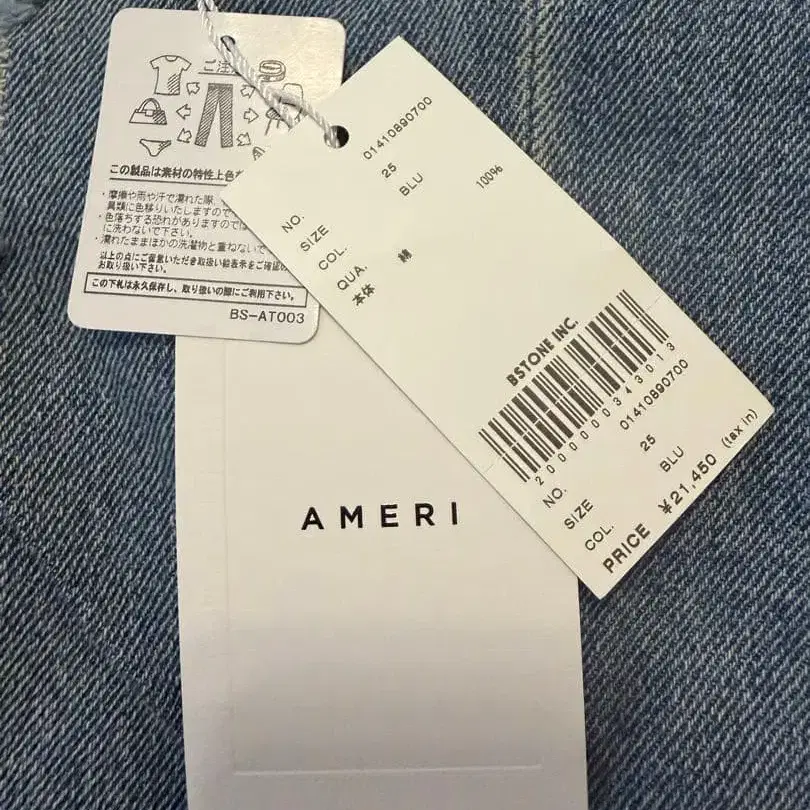 ご注
この製品は素材の特性上色
・摩擦や雨や汗で濡れた際、
具類に色移りいたしますので
・色落ちする恐れがありますので
に洗わないで下さい。
・濡れたままほかの洗濯物と重ねないで
以上の点にご留意いただき取扱い絵表示をご確認の
お取り扱い下さい。
この下札は永久保存し、取り扱いの際にご利用下さい。
BS-AT003
NO. 01410890700
SIZE 25
COL. BLU
QUA.
本体 綿 100%
BSTONE INC.
2000000343013
NO. 01410890700
SIZE 25
COL. BLU
PRICE ¥21,450 (tax in)
AMERI